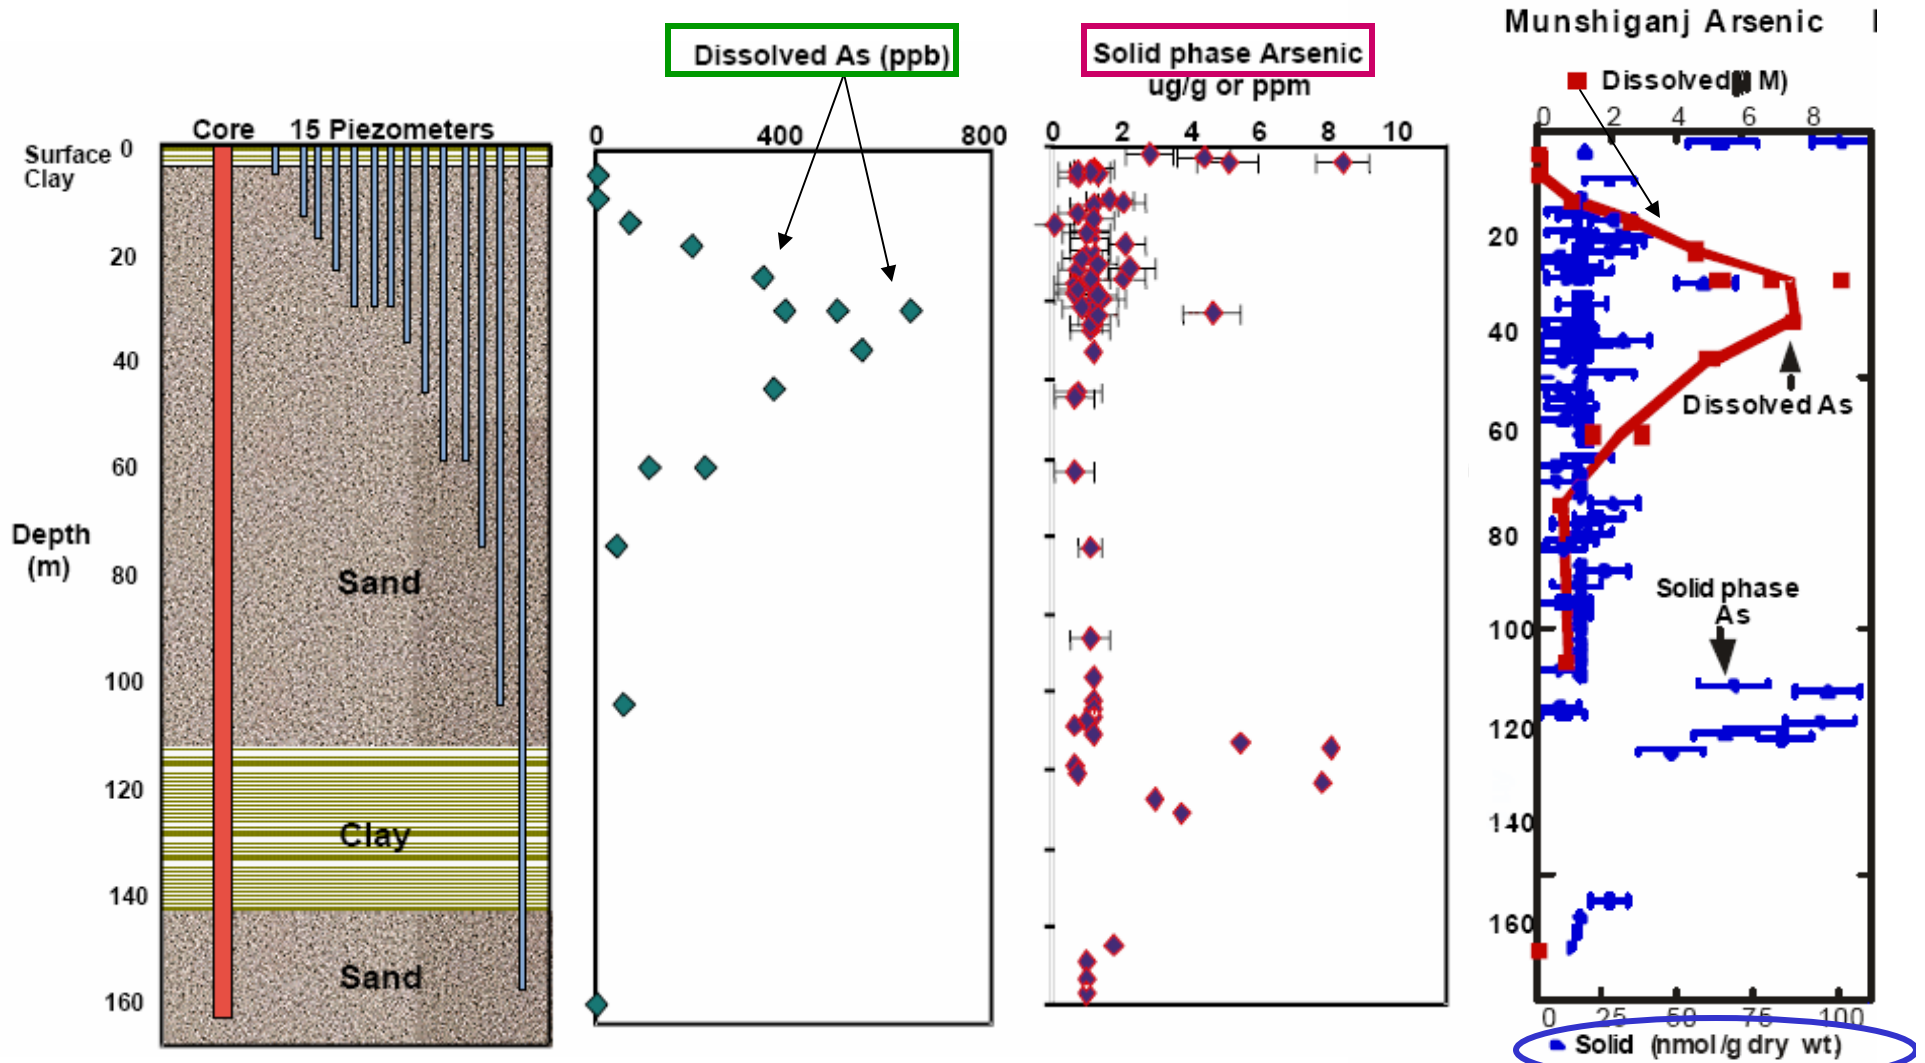 Core 15 Piezometers
Surface
Clay
0
20
40
60
80
100
120
140
160
Depth
(m)
Sand
Clay
Sand
Dissolved As (ppb)
0 400 800
Solid phase Arsenic
ug/g or ppm
0 2 4 6 8 10
Munshiganj Arsenic
Dissolved M)
0 2 4 6 8
20
40
60
80
100
120
140
160
Dissolved As
Solid phase
As
0 25 50 75 100
Solid (nmol/g dry wt)